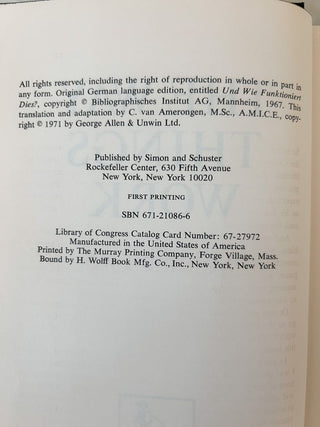 All rights reserved, including the right of reproduction in whole or in part in
any form. Original German language edition, entitled Und Wie Funktioniert
Dies?, copyright © Bibliographisches Institut AG, Mannheim, 1967. This
translation and adaptation by C. van Amerongen, M.Sc., A.M.I.C.E., copy-
right © 1971 by George Allen & Unwin Ltd.
Published by Simon and Schuster
Rockefeller Center, 630 Fifth Avenue
New York, New York 10020
FIRST PRINTING
SBN 671-21086-6
Library of Congress Catalog Card Number: 67-27972
Manufactured in the United States of America
Printed by The Murray Printing Company, Forge Village, Mass.
Bound by H. Wolff Book Mfg. Co., Inc., New York, New York